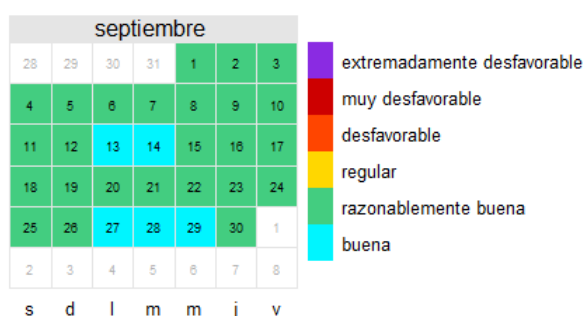 septiembre
28 29 30 31 1 2 3
4 5 6 7 8 9 10
11 12 13 14 15 16 17
18 19 20 21 22 23 24
25 26 27 28 29 30 1
2 3 4 5 6 7 8
s d l m m j v
extremadamente desfavorable
muy desfavorable
desfavorable
regular
razonablemente buena
buena